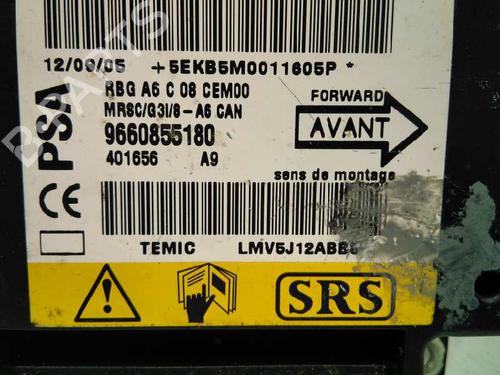 12/09/05 +5EKB5M0011605P *
RBG A6 C 08 CEM00
MRSC/G3I/8-A6 CAN
9660855180
401656 A9
PSA
CE
FORWARD
AVANT
sens de montage
TEMIC
SRS